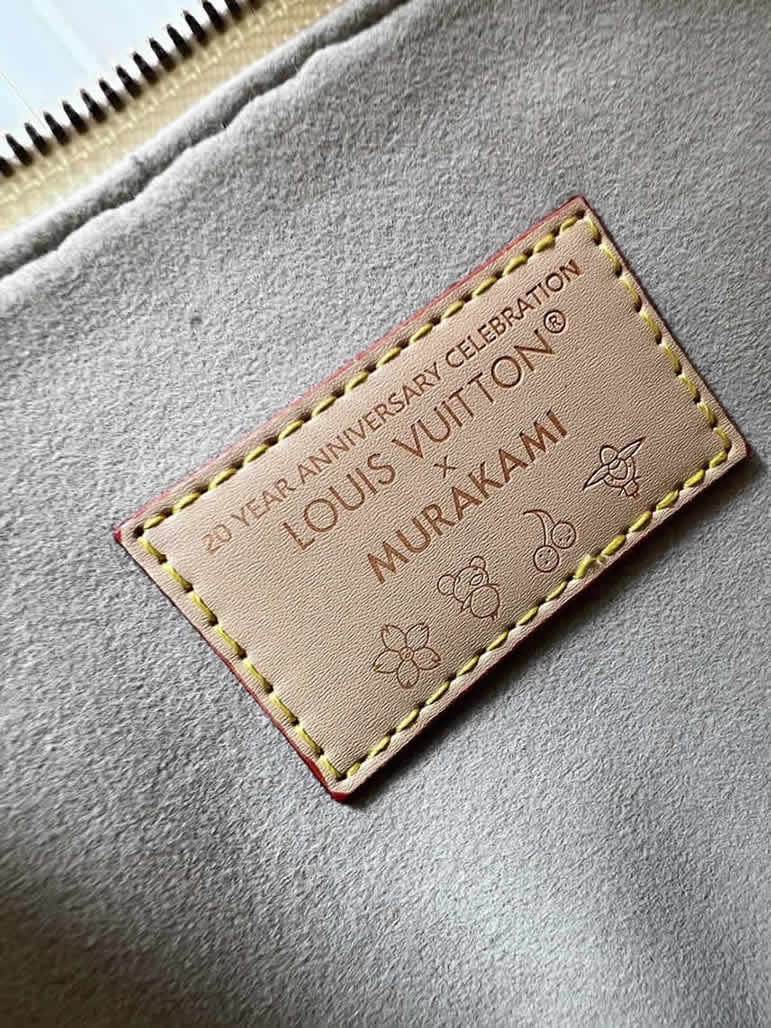 20 YEAR ANNIVERSARY CELEBRATION
LOUIS VUITTON®
x
MURAKAMI